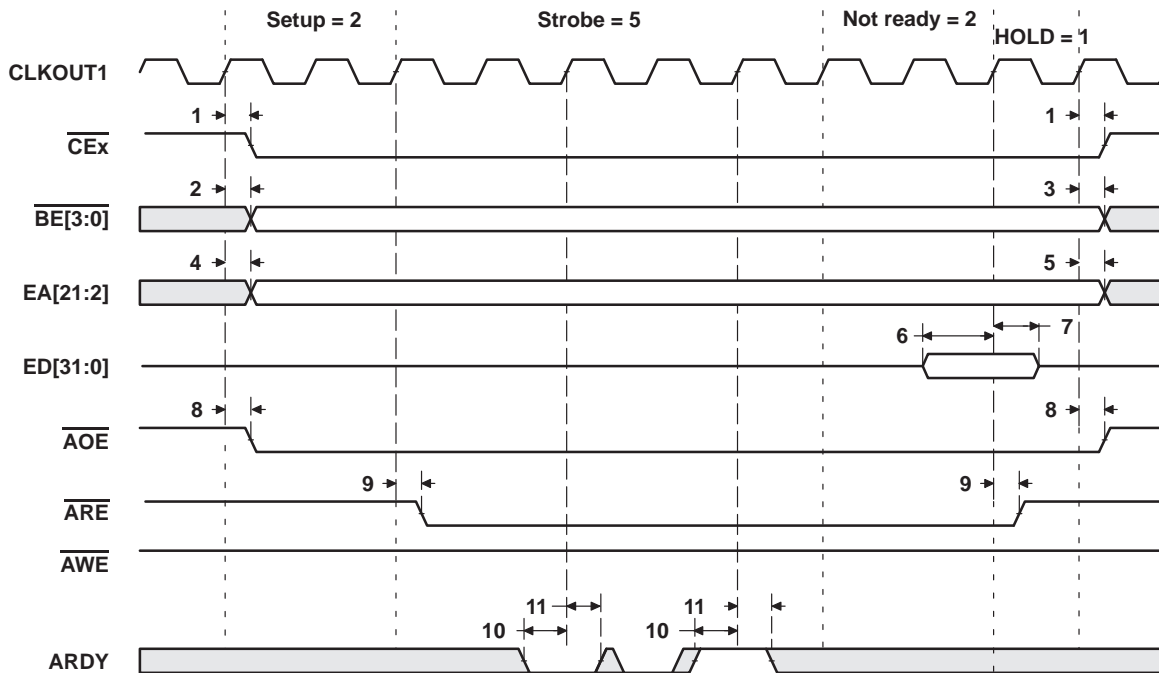 Setup = 2 Strobe = 5 Not ready = 2
HOLD = 1
CLKOUT1
1 1
CEx
2 3
BE[3:0]
4 5
EA[21:2]
6 7
ED[31:0]
8 8
AOE
9 9
ARE
AWE
11 11
10 10
ARDY